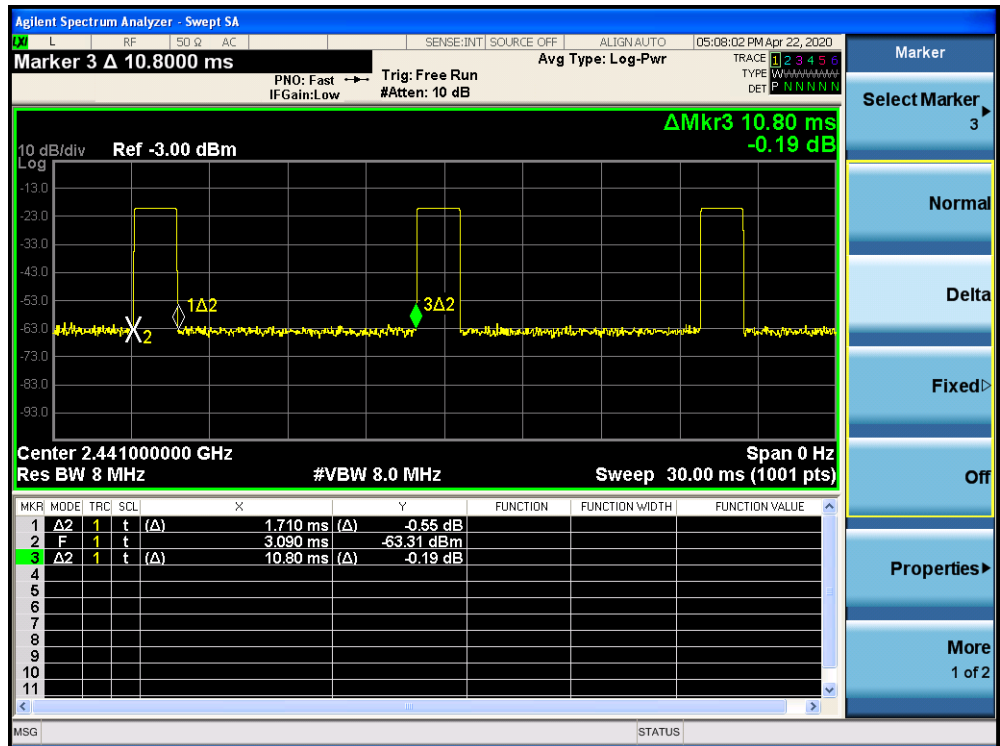 Agilent Spectrum Analyzer - Swept SA
LXI L RF 50 Ω AC SENSE:INT SOURCE OFF ALIGN AUTO 05:08:02 PM Apr 22, 2020
Marker 3 Δ 10.8000 ms
PNO: Fast
IFGain:Low
Trig: Free Run
#Atten: 10 dB
Avg Type: Log-Pwr
TRACE 1 2 3 4 5 6
TYPE WWWWWW
DET P N N N N N
ΔMkr3 10.80 ms
-0.19 dB
10 dB/div Ref -3.00 dBm
Log
-13.0
-23.0
-33.0
-43.0
-53.0
-63.0
-73.0
-83.0
-93.0
1Δ2
3Δ2
X2
Center 2.441000000 GHz Span 0 Hz
Res BW 8 MHz #VBW 8.0 MHz Sweep 30.00 ms (1001 pts)
MKR MODE TRC SCL X Y FUNCTION FUNCTION WIDTH FUNCTION VALUE
1 Δ2 1 t (Δ) 1.710 ms (Δ) -0.55 dB
2 F 1 t 3.090 ms -63.31 dBm
3 Δ2 1 t (Δ) 10.80 ms (Δ) -0.19 dB
4
5
6
7
8
9
10
11
MSG STATUS
Marker
Select Marker
3
Normal
Delta
Fixed
Off
Properties
More
1 of 2